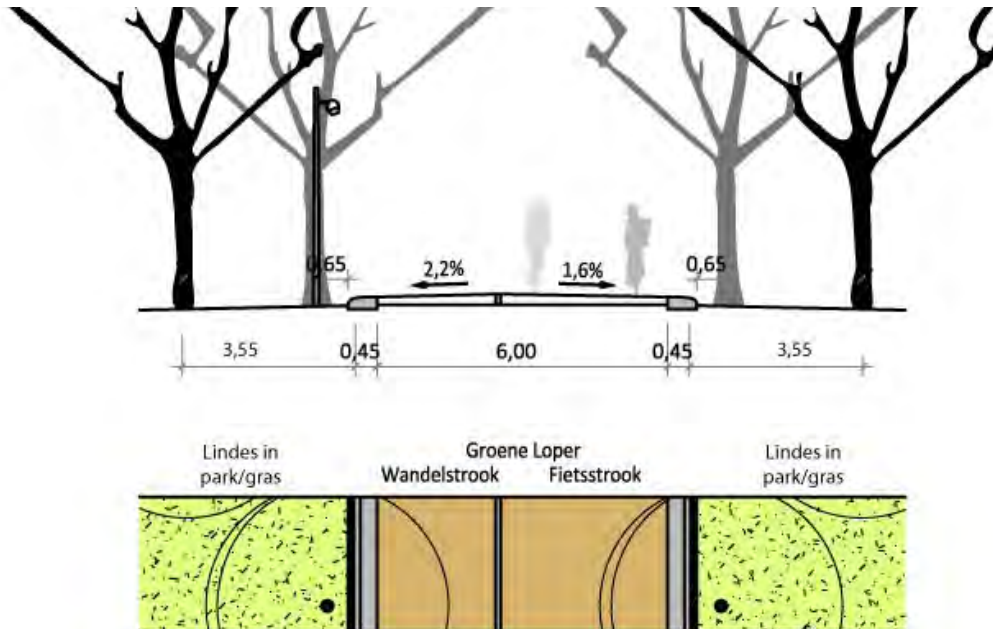 0,65
2,2%
1,6%
0,65
3,55
0,45
6,00
0,45
3,55
Lindes in
park/gras
Groene Loper
Wandelstrook
Fietsstrook
Lindes in
park/gras